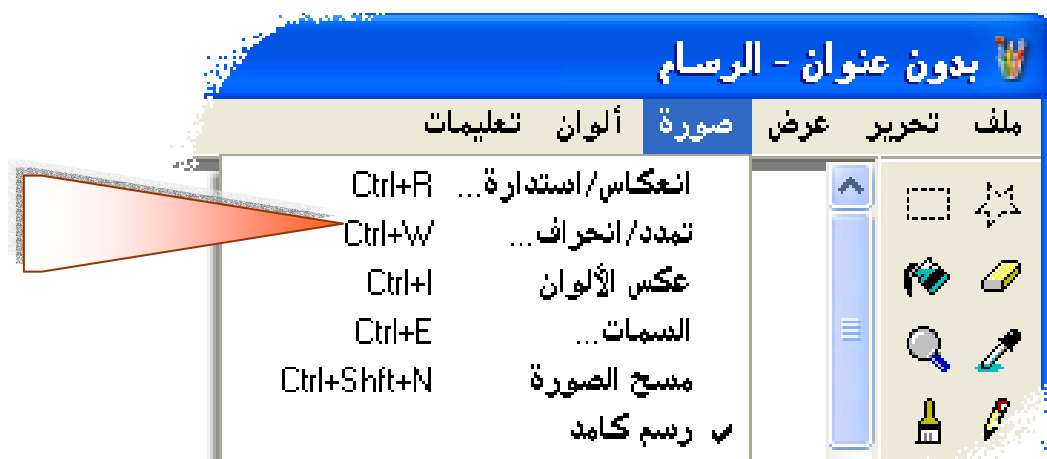 بدون عنوان - الرسام
ملف تحرير عرض صورة ألوان تعليمات
انعكاس/استدارة... Ctrl+R
تمدد/انحراف... Ctrl+W
عكس الألوان Ctrl+I
السمات... Ctrl+E
مسح الصورة Ctrl+Shft+N
رسم كامد